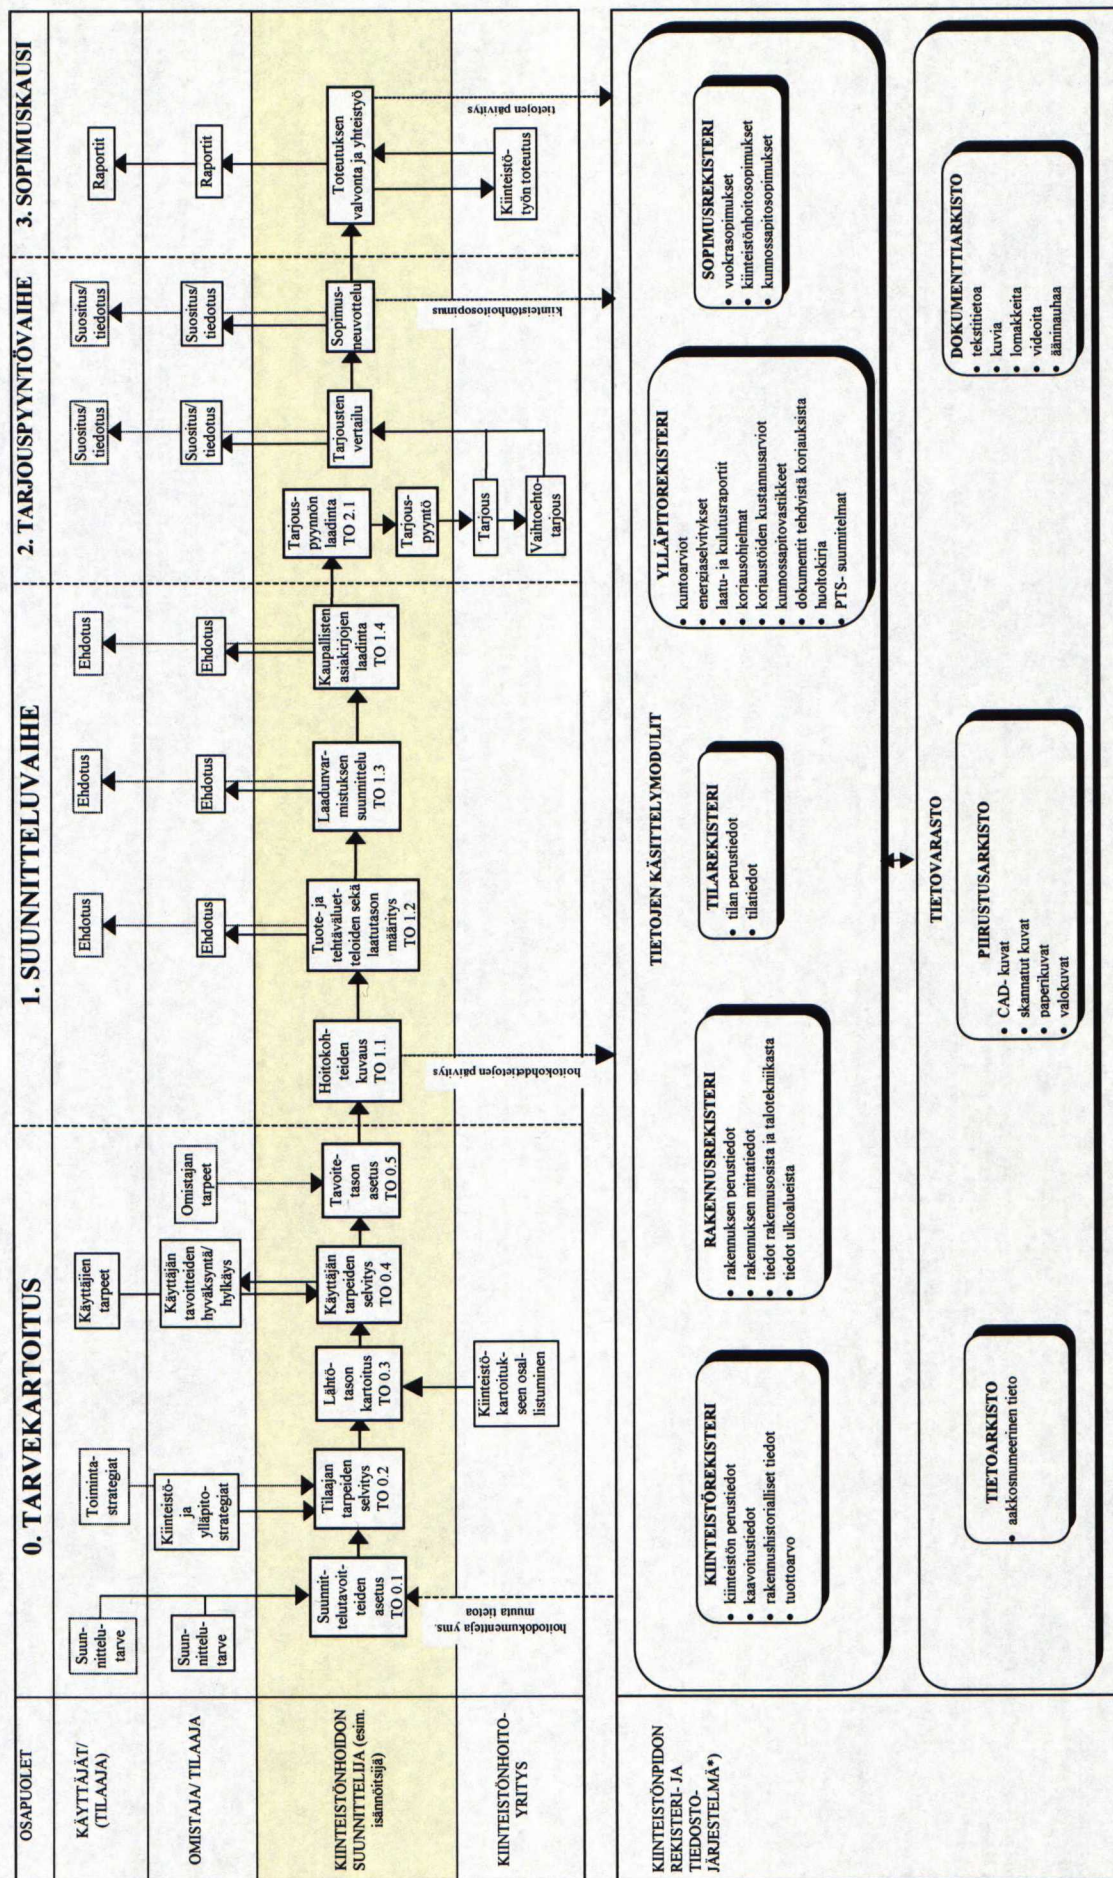 OSAPUOLET
0. TARVEKARTOITUS
1. SUUNNITTELUVAIHE
2. TARJOUSPYYNTÖVAIHE
3. SOPIMUSKAUSI
KÄYTTÄJÄT/
(TILAAJA)
Suun-
nittelu-
tarve
Toiminta-
strategiat
Käyttäjien
tarpeet
Ehdotus
Ehdotus
Ehdotus
Suositus/
tiedotus
Suositus/
tiedotus
Raportit
OMISTAJA/ TILAAJA
Suun-
nittelu-
tarve
Kiinteistö-
ja
ylläpito-
strategiat
Käyttäjän
tavoitteiden
hyväksyntä/
hylkäys
Omistajan
tarpeet
Ehdotus
Ehdotus
Ehdotus
Suositus/
tiedotus
Suositus/
tiedotus
Raportit
KIINTEISTÖNHOIDON
SUUNNITTELIJA (esim.
isännöitsijä)
Suunnit-
telutavoit-
teiden
asetus
TO 0.1
Tilaajan
tarpeiden
selvitys
TO 0.2
Lähtö-
tason
kartoitus
TO 0.3
Käyttäjän
tarpeiden
selvitys
TO 0.4
Tavoite-
tason
asetus
TO 0.5
Hoitokoh-
teiden
kuvaus
TO 1.1
Tuote- ja
tehtäväluet-
teloiden sekä
laatutason
määritys
TO 1.2
Laadunvar-
mistuksen
suunnittelu
TO 1.3
Kaupallisten
asiakirjojen
laadinta
TO 1.4
Tarjous-
pyynnön
laadinta
TO 2.1
Tarjous-
pyyntö
Tarjousten
vertailu
Sopimus-
neuvottelu
Toteutuksen
valvonta ja yhteistyö
KIINTEISTÖNHOITO-
YRITYS
hoitodokumentteja yms.
muuta tietoa
Kiinteistö-
kartoituk-
seen osal-
listuminen
hoitokohdetietojen päivitys
Tarjous
Vaihtoehto-
tarjous
kiinteistönhoitosopimus
Kiinteistö-
työn toteutus
tietojen päivitys
KIINTEISTÖNPIDON
REKISTERI- JA
TIEDOSTO-
JÄRJESTELMÄ*)
TIETOJEN KÄSITTELYMODULIT
KIINTEISTÖREKISTERI
• kiinteistön perustiedot
• kaavoitustiedot
• rakennushistorialliset tiedot
• tuottoarvo
RAKENNUSREKISTERI
• rakennuksen perustiedot
• rakennuksen mittatiedot
• tiedot rakennusosista ja talotekniikasta
• tiedot ulkoalueista
TILAREKISTERI
• tilan perustiedot
• tilatiedot
YLLÄPITOREKISTERI
• kuntoarviot
• energiaselvitykset
• laatu- ja kulutusraportit
• korjausohjelmat
• korjaustöiden kustannusarviot
• kunnossapitovastikkeet
• dokumentit tehdyistä korjauksista
• huoltokirja
• PTS- suunnitelmat
SOPIMUSREKISTERI
• vuokrasopimukset
• kiinteistönhoitosopimukset
• kunnossapitosopimukset
TIETOVARASTO
TIETOARKISTO
• aakkosnumeerinen tieto
PIIRUSTUSARKISTO
• CAD- kuvat
• skannatut kuvat
• paperikuvat
• valokuvat
DOKUMENTTIARKISTO
• tekstitietoa
• kuvia
• lomakkeita
• videoita
• ääninauhaa